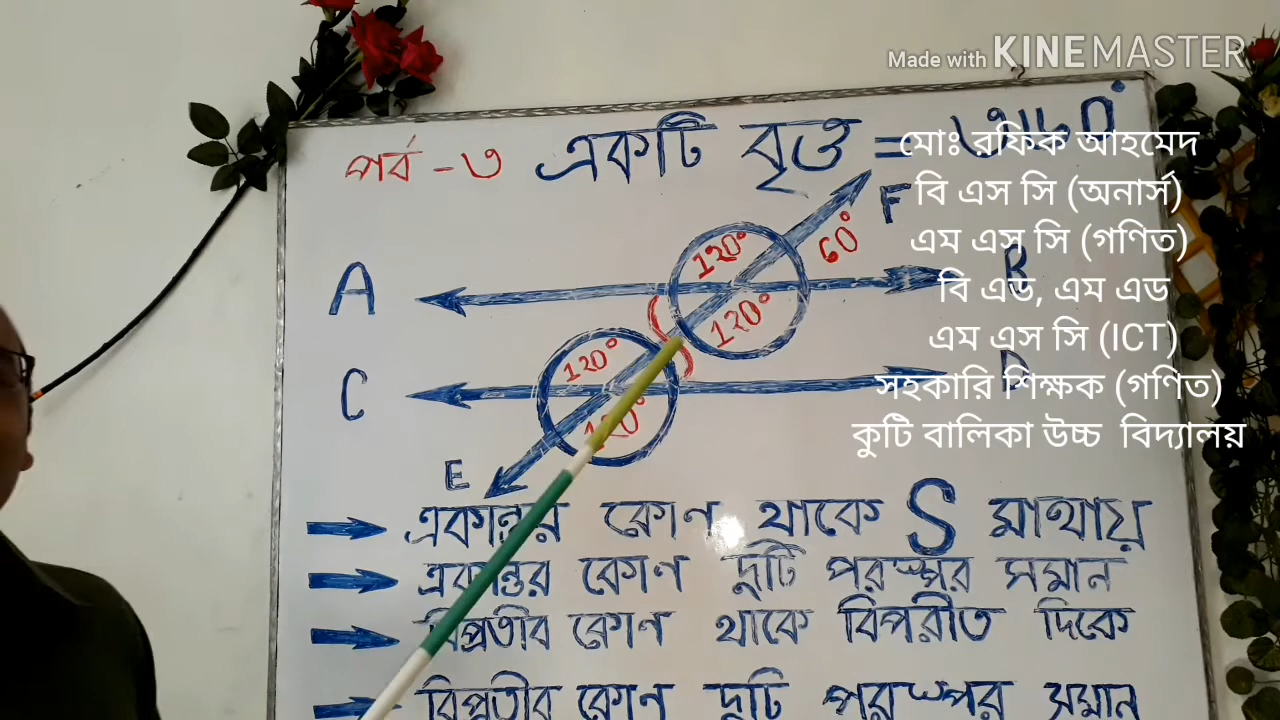 Made with KINEMASTER
পর্ব -৩ একটি বৃত্ত = ৩৬০°
মোঃ রফিক আহমেদ
বি এস সি (অনার্স)
এম এস সি (গণিত)
বি এড, এম এড
এম এস সি (ICT)
সহকারি শিক্ষক (গণিত)
কুটি বালিকা উচ্চ বিদ্যালয়
F
120° 60°
A B
120°
120°
C D
120°
E
একান্তর কোণ থাকে S মাথায়
একান্তর কোণ দুটি পরস্পর সমান
বিপ্রতীব কোণ থাকে বিপরীত দিকে
বিপ্রতীব কোণ দুটি পরস্পর সমান